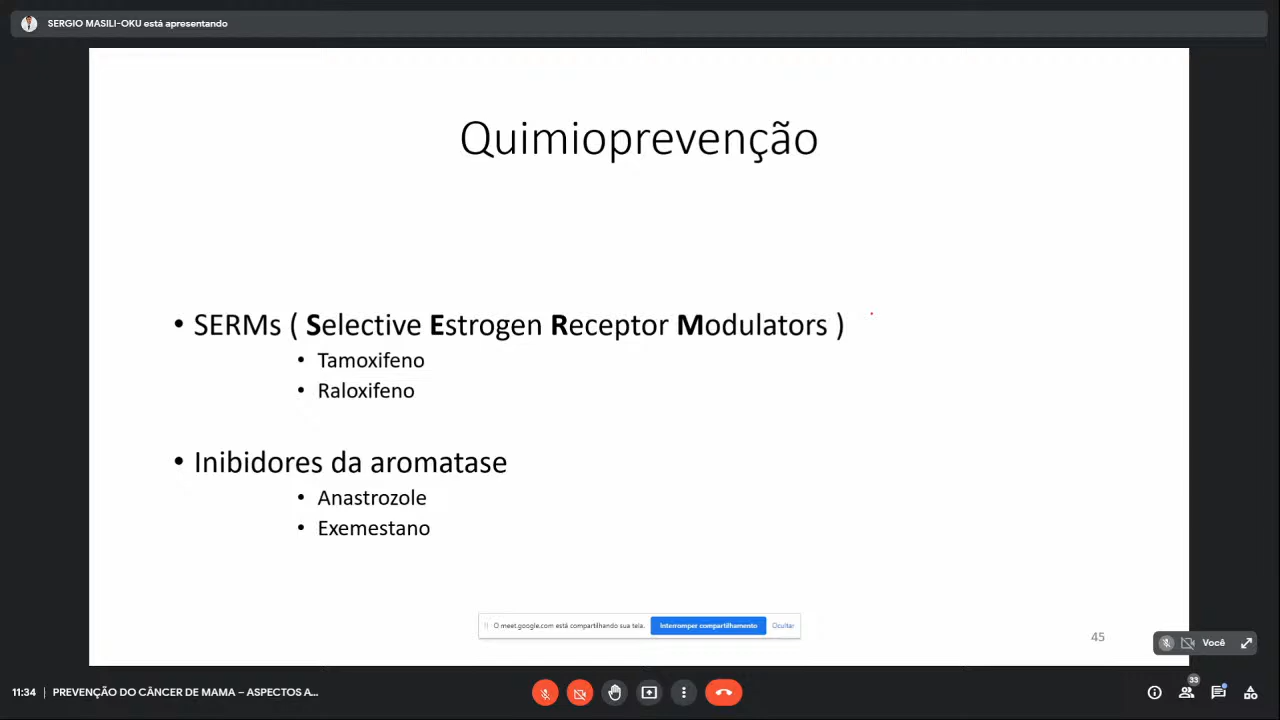 SERGIO MASILI-OKU está apresentando
Quimioprevenção
• SERMs ( Selective Estrogen Receptor Modulators )
• Tamoxifeno
• Raloxifeno
• Inibidores da aromatase
• Anastrozole
• Exemestano
O meet.google.com está compartilhando sua tela. Interromper compartilhamento Ocultar
45
Você
11:34 | PREVENÇÃO DO CÂNCER DE MAMA – ASPECTOS A...
33